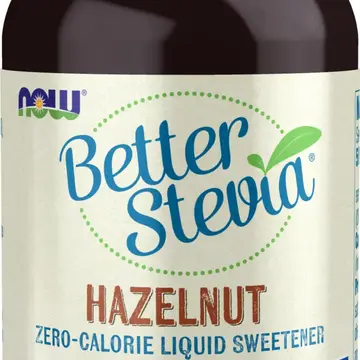 NOW
Better
Stevia®
HAZELNUT
ZERO-CALORIE LIQUID SWEETENER